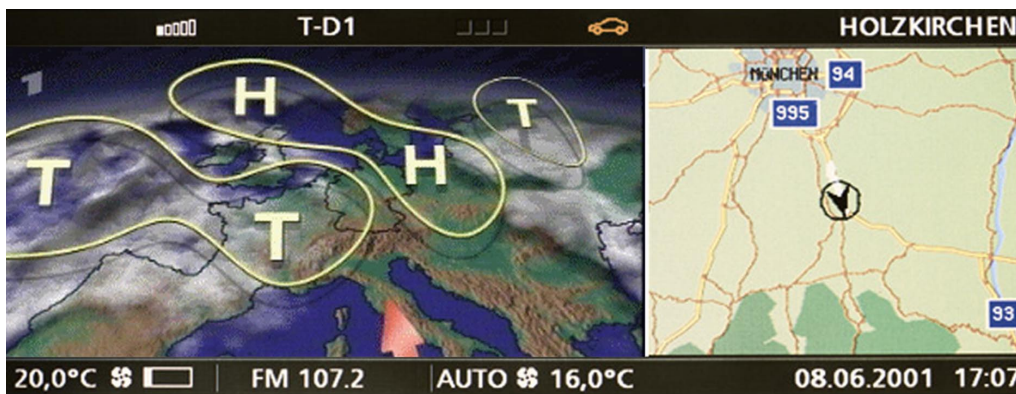 T-D1 HOLZKIRCHEN
H
T
T
H
T
MÜNCHEN 94
995
93
20,0°C FM 107.2 AUTO 16,0°C 08.06.2001 17:07